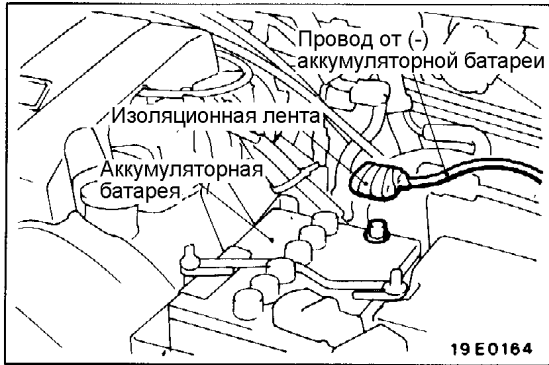 Провод от (-)
аккумуляторной батареи
Изоляционная лента
Аккумуляторная
батарея
19E0164